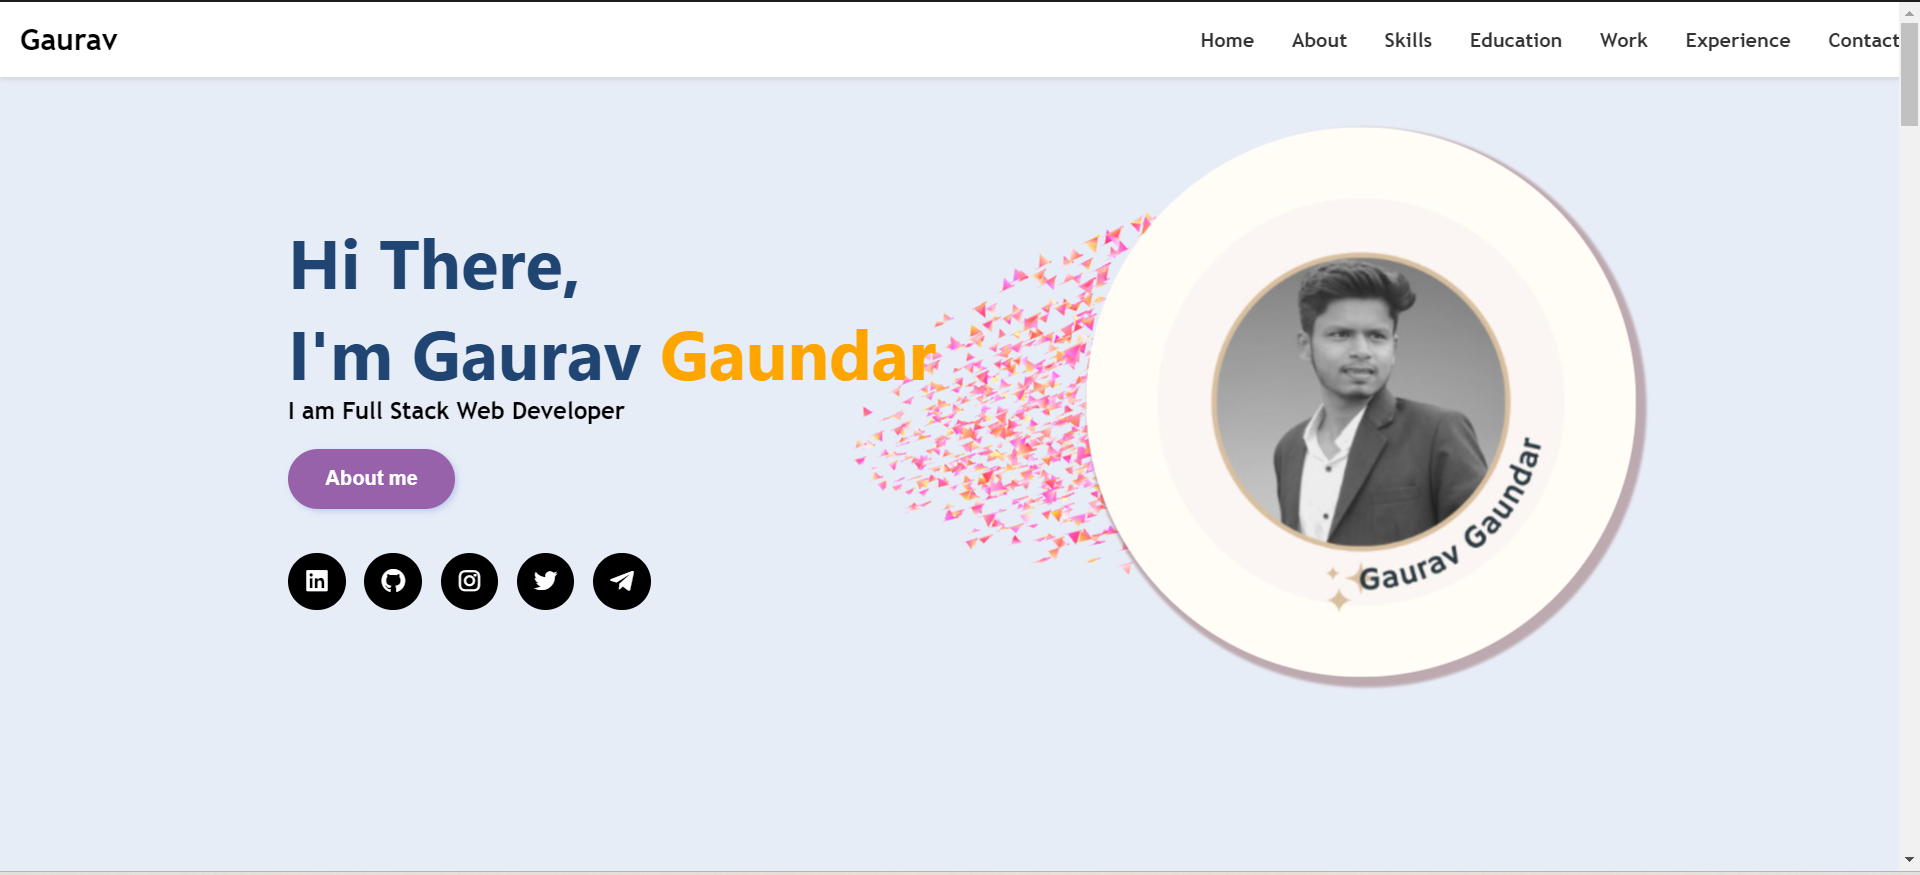 Gaurav
Home About Skills Education Work Experience Contact
Hi There,
I'm Gaurav Gaundar
I am Full Stack Web Developer
About me
in
Gaurav Gaundar